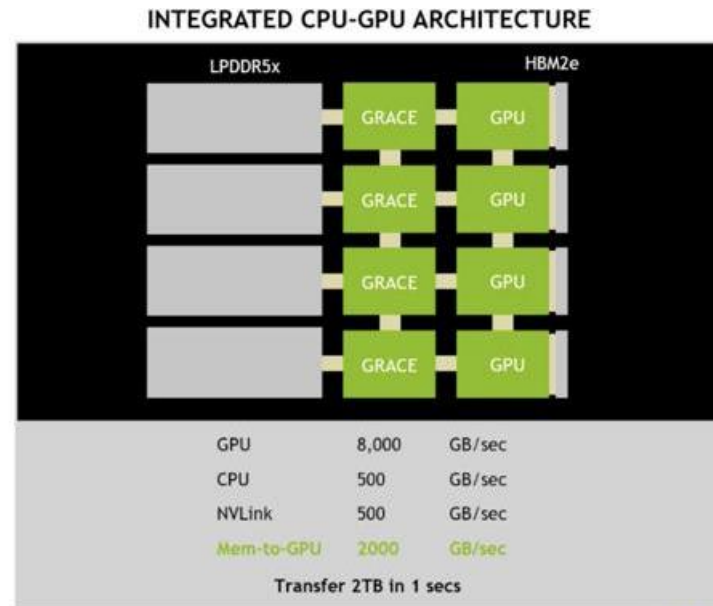 INTEGRATED CPU-GPU ARCHITECTURE
LPDDR5x HBM2e
GRACE GPU
GRACE GPU
GRACE GPU
GRACE GPU
GPU 8,000 GB/sec
CPU 500 GB/sec
NVLink 500 GB/sec
Mem-to-GPU 2000 GB/sec
Transfer 2TB in 1 secs